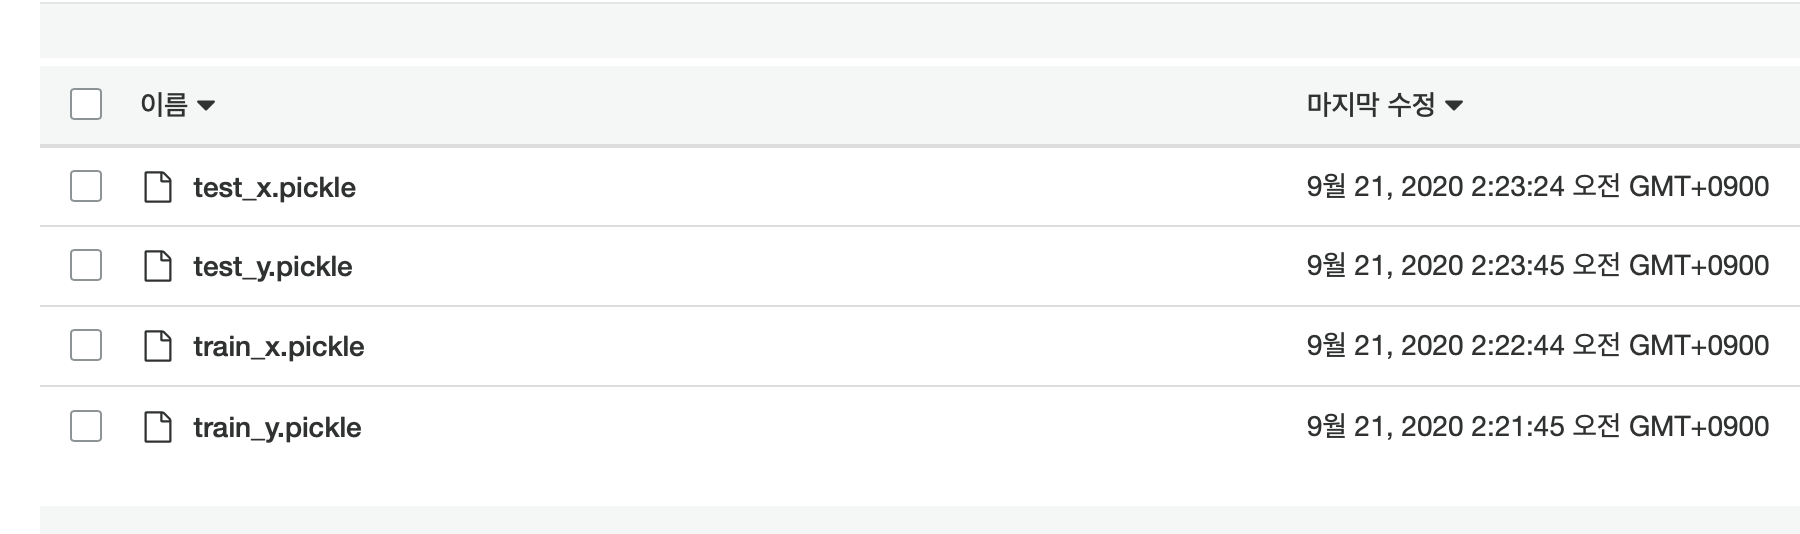 이름 마지막 수정
test_x.pickle 9월 21, 2020 2:23:24 오전 GMT+0900
test_y.pickle 9월 21, 2020 2:23:45 오전 GMT+0900
train_x.pickle 9월 21, 2020 2:22:44 오전 GMT+0900
train_y.pickle 9월 21, 2020 2:21:45 오전 GMT+0900